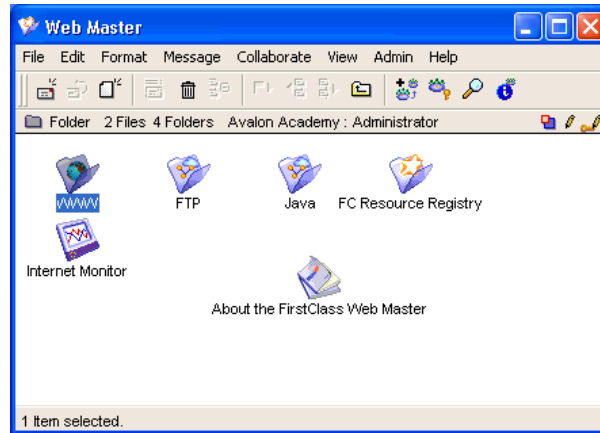 Web Master
File Edit Format Message Collaborate View Admin Help
Folder 2 Files 4 Folders Avalon Academy : Administrator
WWW FTP Java FC Resource Registry
Internet Monitor
About the FirstClass Web Master
1 Item selected.